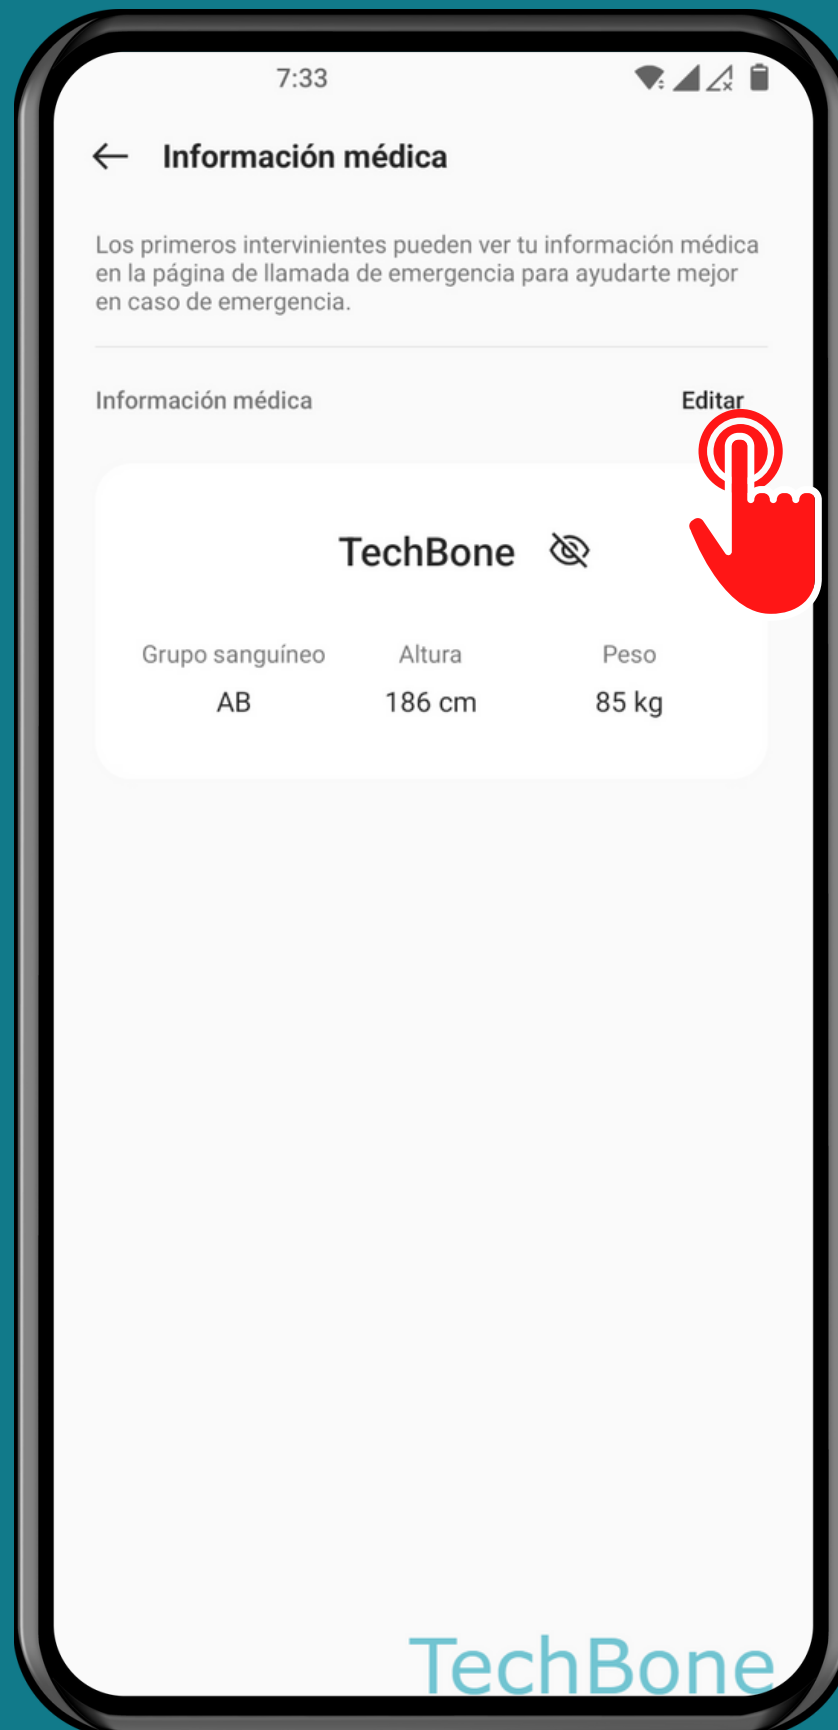 7:33
Información médica
Los primeros intervinientes pueden ver tu información médica
en la página de llamada de emergencia para ayudarte mejor
en caso de emergencia.
Información médica Editar
TechBone
Grupo sanguíneo Altura Peso
AB 186 cm 85 kg
TechBone